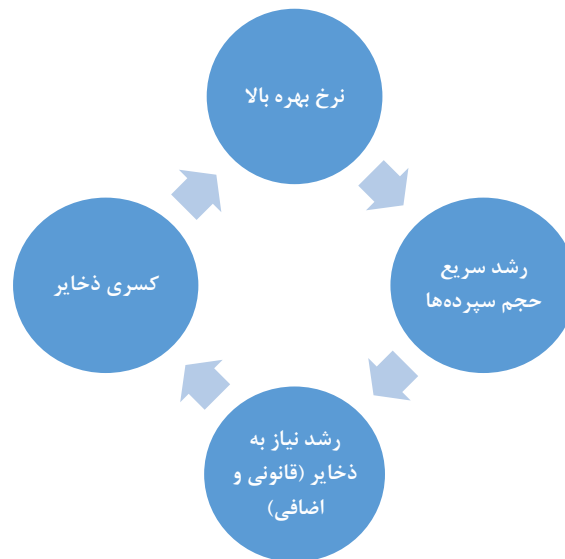 نرخ بهره بالا
رشد سریع
حجم سپرده‌ها
رشد نیاز به
ذخایر (قانونی و
اضافی)
کسری ذخایر